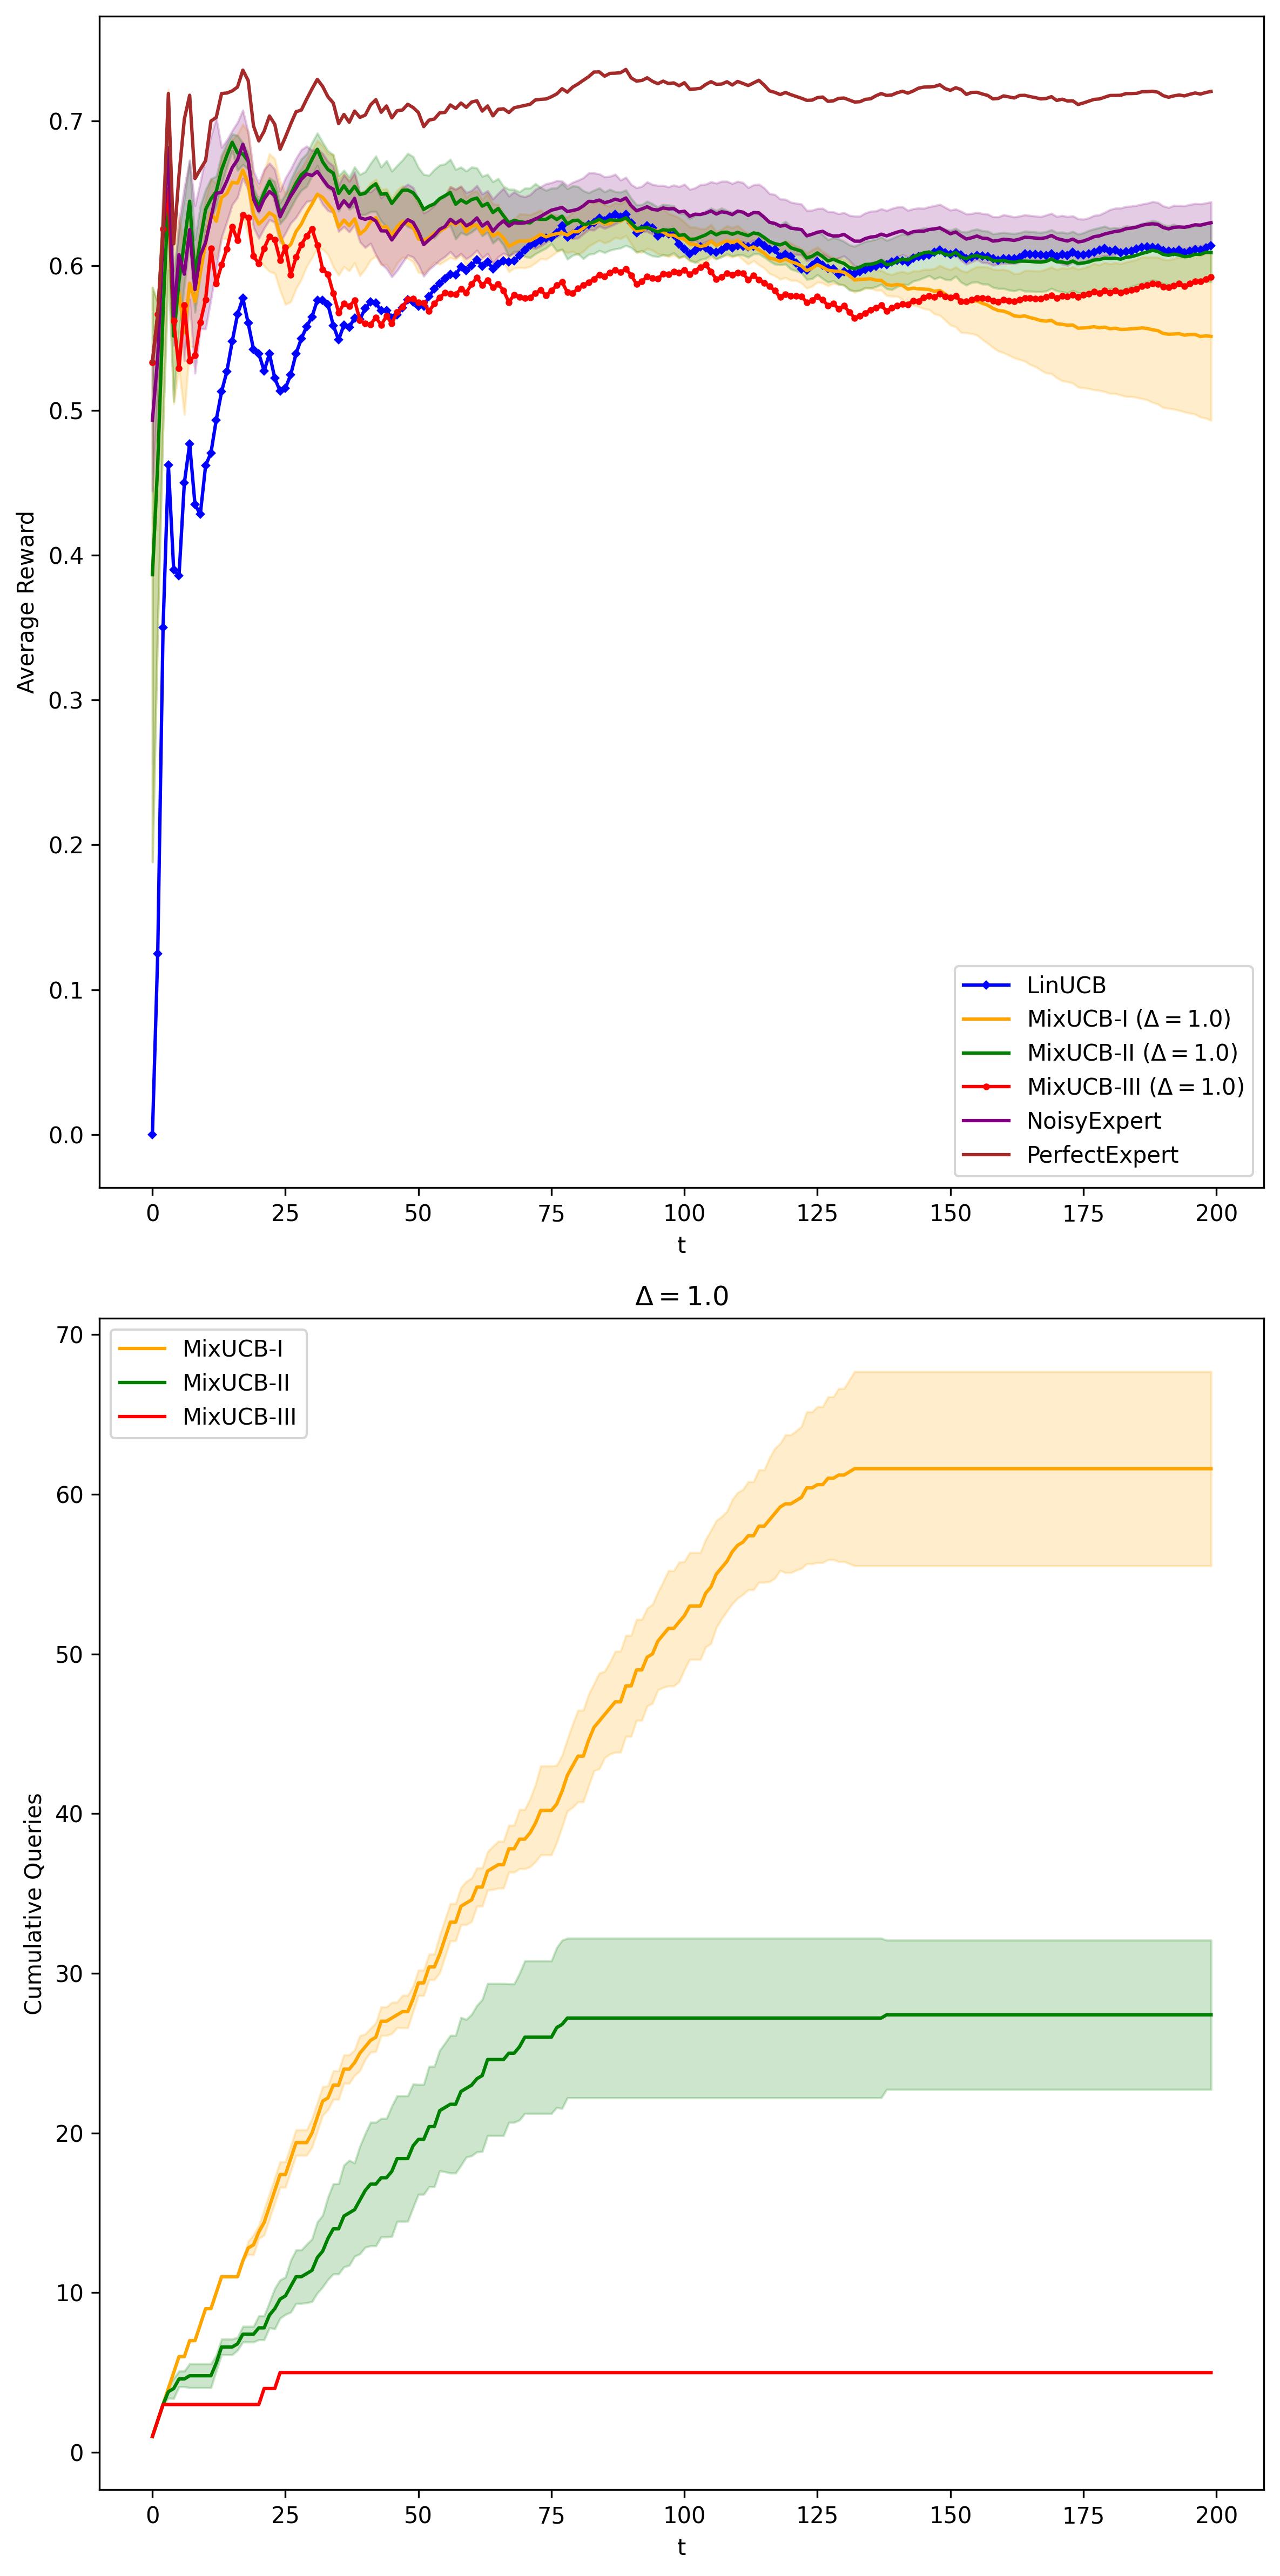 Average Reward
0.7
0.6
0.5
0.4
0.3
0.2
0.1
0.0
LinUCB
MixUCB-I (Δ = 1.0)
MixUCB-II (Δ = 1.0)
MixUCB-III (Δ = 1.0)
NoisyExpert
PerfectExpert
0 25 50 75 100 125 150 175 200
t
Δ = 1.0
Cumulative Queries
70
60
50
40
30
20
10
0
MixUCB-I
MixUCB-II
MixUCB-III
0 25 50 75 100 125 150 175 200
t